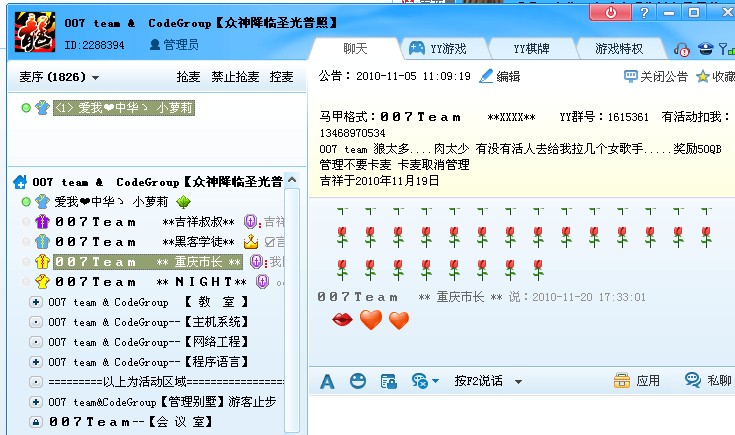 007 team & CodeGroup【众神降临圣光普照】
ID:2288394 管理员
聊天 YY游戏 YY棋牌 游戏特权
麦序(1826) 抢麦 禁止抢麦 控麦
公告：2010-11-05 11:09:19 编辑 关闭公告 收藏
<1> 爱我❤中华ゝ 小萝莉
马甲格式：007Team **XXXX** YY群号：1615361 有活动扣我：
13468970534
007 team 狼太多....肉太少 有没有活人去给我拉几个女歌手.....奖励50QB
管理不要卡麦 卡麦取消管理
吉祥于2010年11月19日
007 team & CodeGroup【众神降临圣光普
爱我❤中华ゝ 小萝莉
007Team **吉祥叔叔** :吉祥
007Team **黑客学徒**
007Team ** 重庆市长 **
007Team ** NIGHT**
007 team & CodeGroup 【 教 室 】
007 team & CodeGroup--【主机系统】
007 team & CodeGroup--【网络工程】
007 team & CodeGroup--【程序语言】
=========以上为活动区域================
007 team&CodeGroup【管理别墅】游客止步
007Team--【会 议 室】
007Team ** 重庆市长 ** 说：2010-11-20 17:33:01
A 按F2说话 应用 私聊